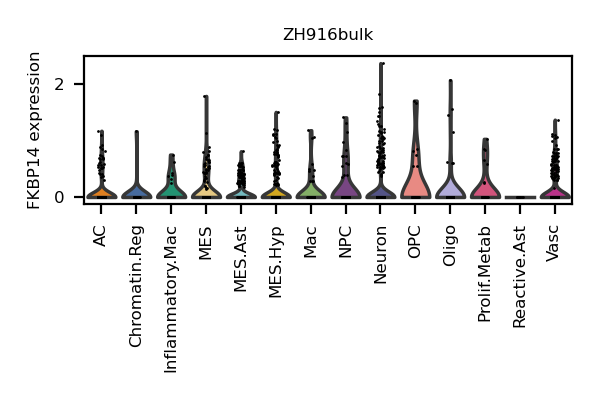 ZH916bulk
FKBP14 expression
2
0
AC
Chromatin.Reg
Inflammatory.Mac
MES
MES.Ast
MES.Hyp
Mac
NPC
Neuron
OPC
Oligo
Prolif.Metab
Reactive.Ast
Vasc